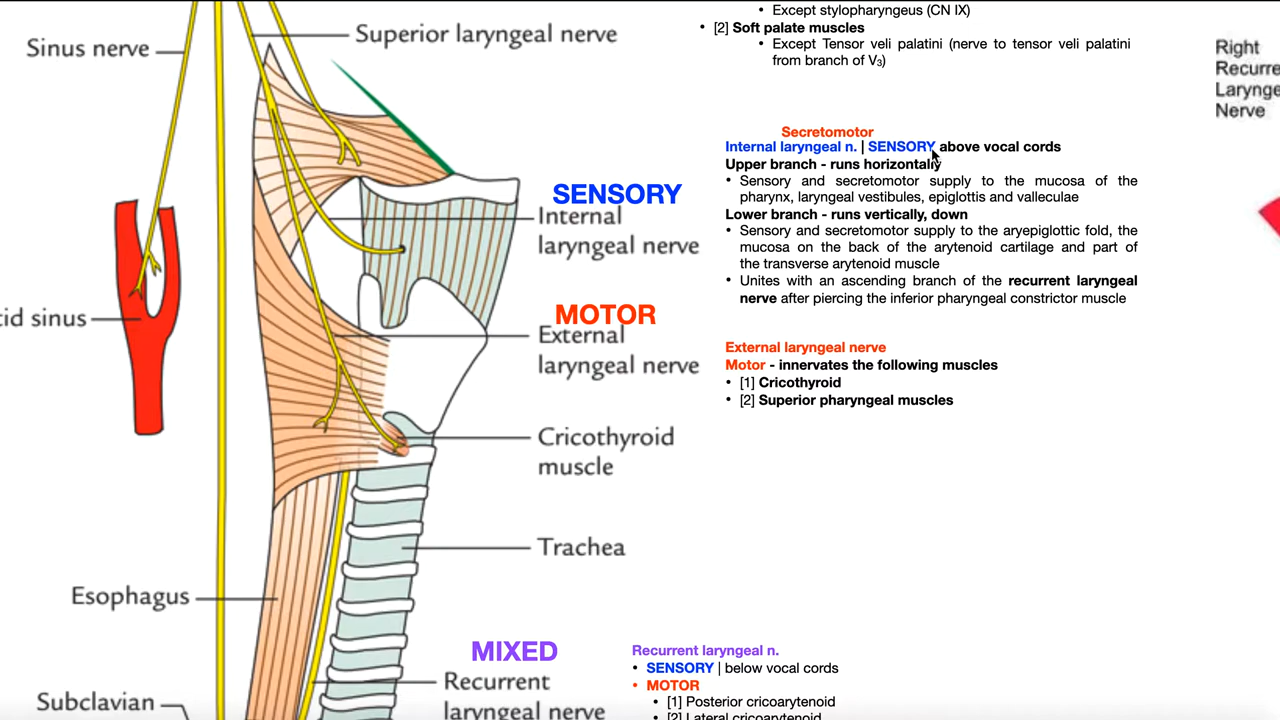 Sinus nerve
Superior laryngeal nerve
SENSORY
Internal
laryngeal nerve
MOTOR
External
laryngeal nerve
Cricothyroid
muscle
Trachea
Esophagus
Subclavian
MIXED
Recurrent
laryngeal nerve
sinus
• Except stylopharyngeus (CN IX)
• [2] Soft palate muscles
• Except Tensor veli palatini (nerve to tensor veli palatini
from branch of V₃)
Secretomotor
Internal laryngeal n. | SENSORY above vocal cords
Upper branch - runs horizontally
• Sensory and secretomotor supply to the mucosa of the
pharynx, laryngeal vestibules, epiglottis and valleculae
Lower branch - runs vertically, down
• Sensory and secretomotor supply to the aryepiglottic fold, the
mucosa on the back of the arytenoid cartilage and part of
the transverse arytenoid muscle
• Unites with an ascending branch of the recurrent laryngeal
nerve after piercing the inferior pharyngeal constrictor muscle
External laryngeal nerve
Motor - innervates the following muscles
• [1] Cricothyroid
• [2] Superior pharyngeal muscles
Recurrent laryngeal n.
• SENSORY | below vocal cords
• MOTOR
• [1] Posterior cricoarytenoid
• [2] Lateral cricoarytenoid
Right
Recurre
Larynge
Nerve